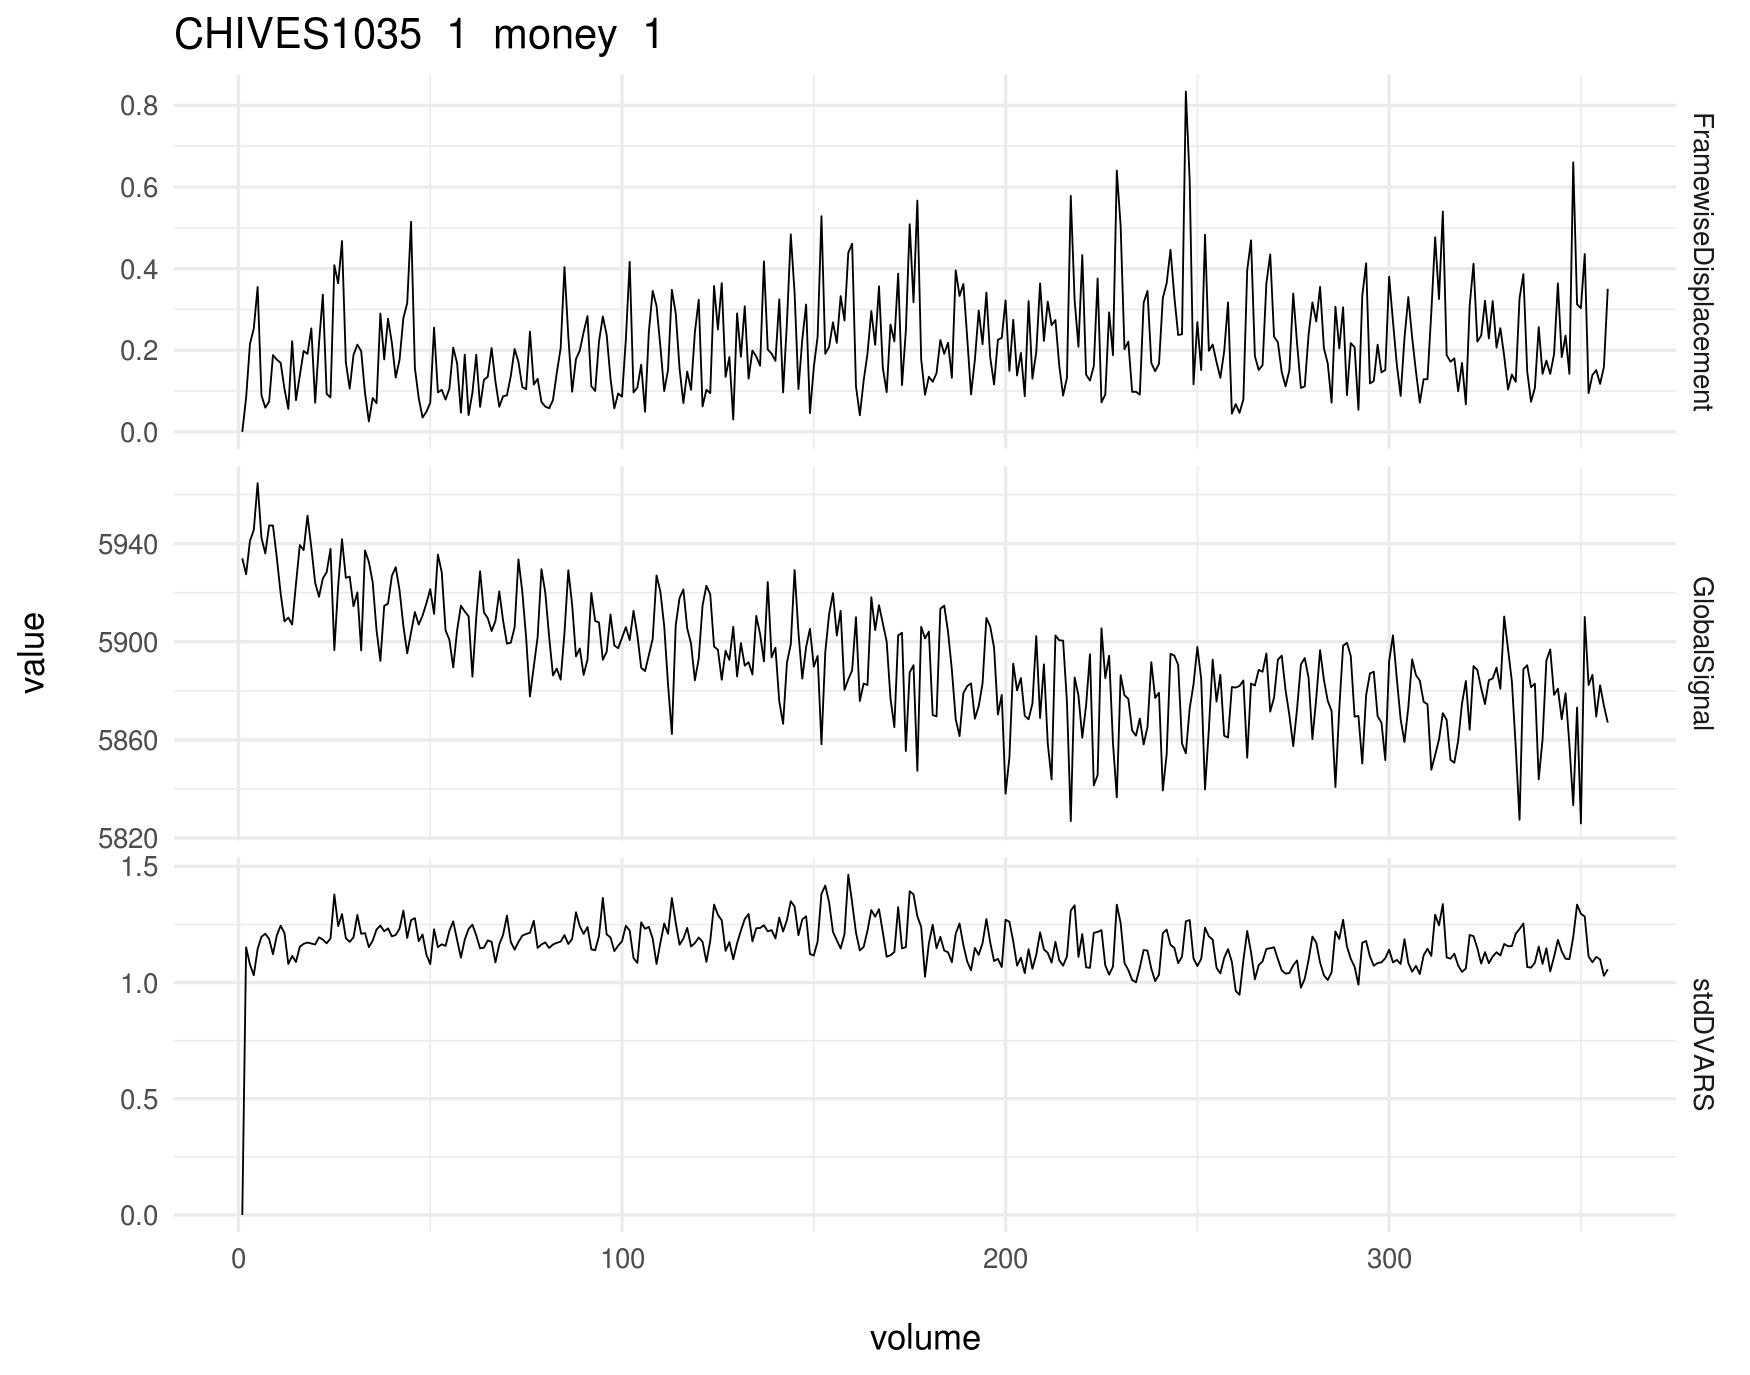 CHIVES1035 1 money 1
0.8
0.6
0.4
0.2
0.0
FramewiseDisplacement
5940
5900
5860
5820
GlobalSignal
value
1.5
1.0
0.5
0.0
stdDVARS
0 100 200 300
volume